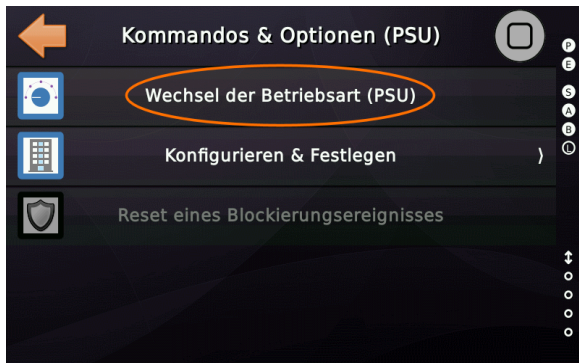 Kommandos & Optionen (PSU)
Wechsel der Betriebsart (PSU)
Konfigurieren & Festlegen
Reset eines Blockierungsereignisses
P
E
S
A
B
L